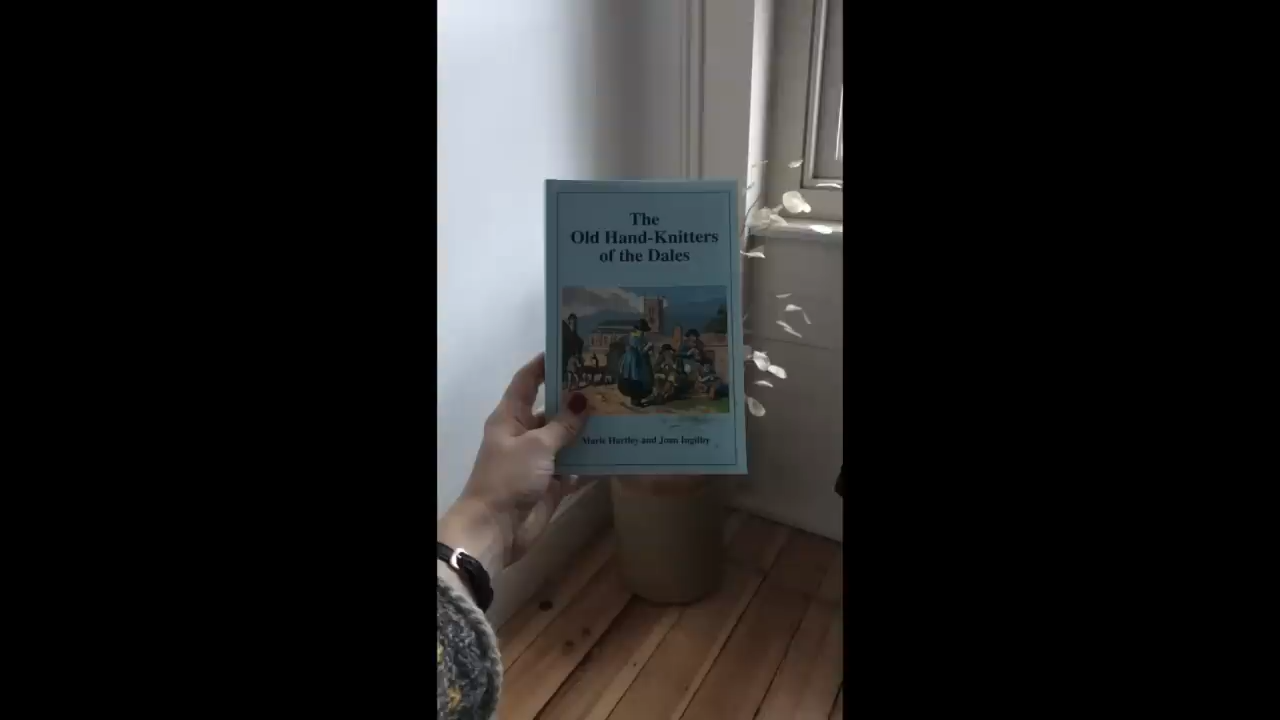 The
Old Hand-Knitters
of the Dales
Marie Hartley and Joan Ingilby